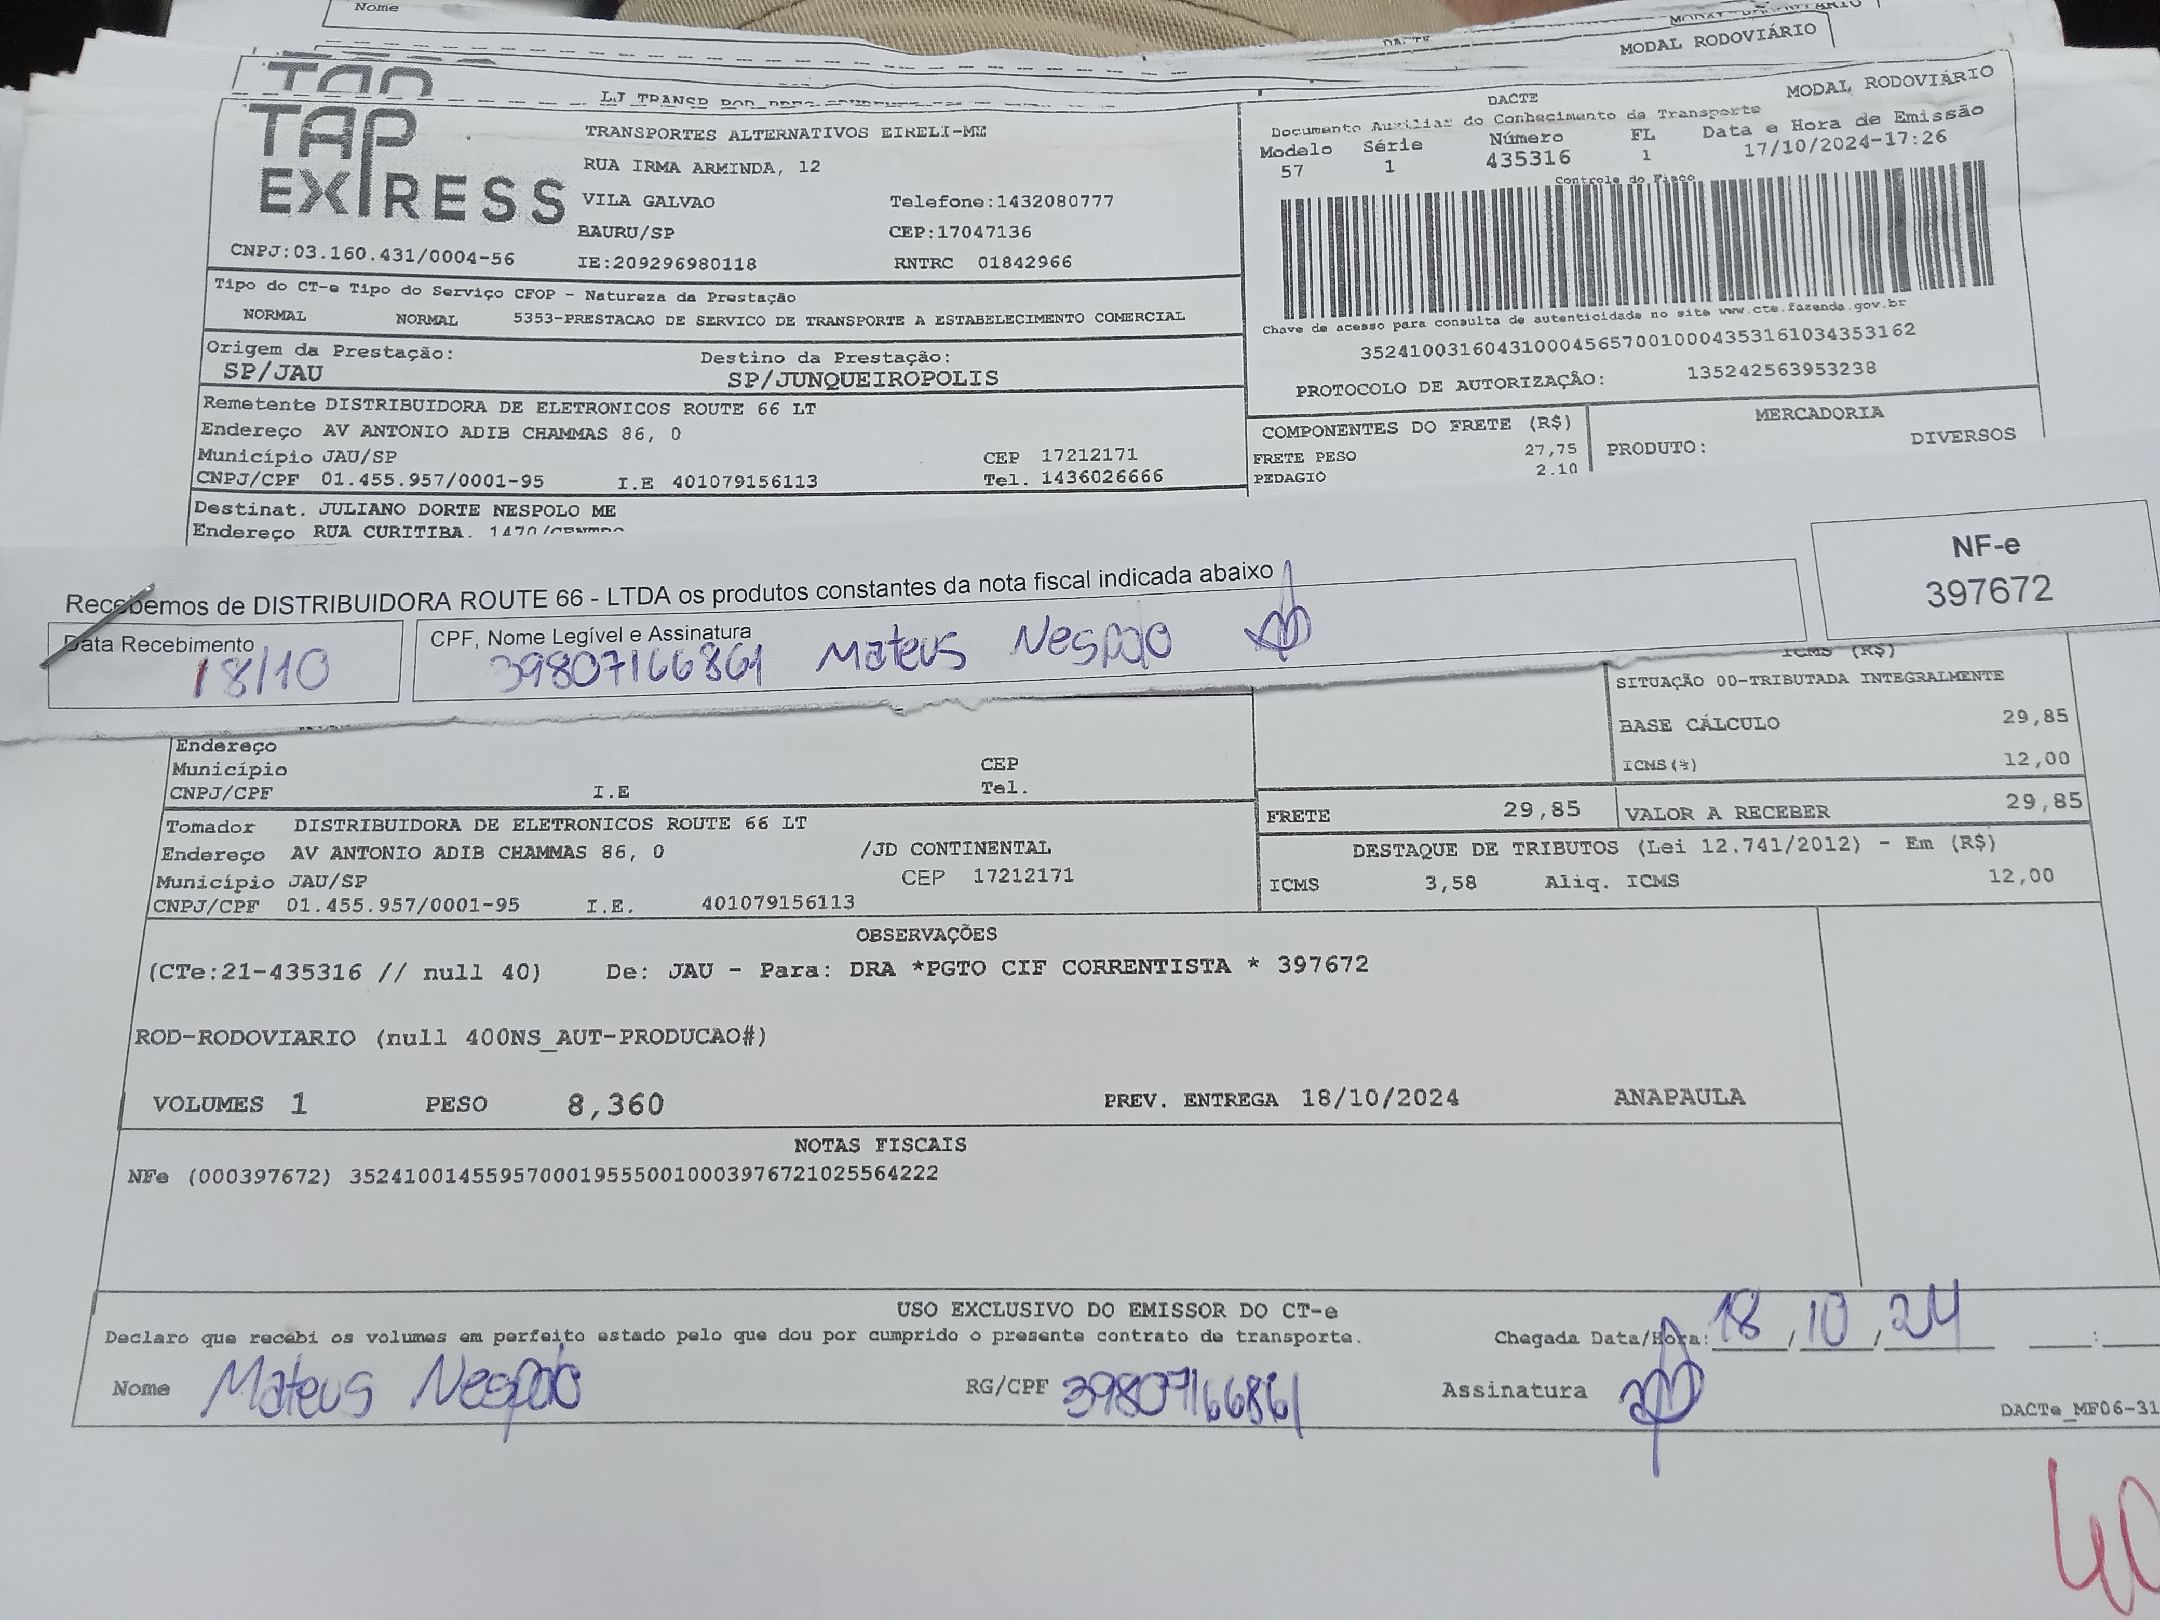 Nome
MODAL RODOVIÁRIO
DACTE
MODAL RODOVIÁRIO
TAP
LJ TRANSP ROD
TAP
EXPRESS
TRANSPORTES ALTERNATIVOS EIRELI-ME
RUA IRMA ARMINDA, 12
VILA GALVAO Telefone:1432080777
BAURU/SP CEP:17047136
CNPJ:03.160.431/0004-56 IE:209296980118 RNTRC 01842966
DACTE MODAL RODOVIÁRIO
Documento Auxiliar do Conhecimento de Transporte
Modelo Série Número FL Data e Hora de Emissão
57 1 435316 1 17/10/2024-17:26
Controle do Fisco
Chave de acesso para consulta de autenticidade no site www.cte.fazenda.gov.br
35241003160431000456570010004353161034353162
PROTOCOLO DE AUTORIZAÇÃO: 135242563953238
Tipo do CT-e Tipo do Serviço CFOP - Natureza da Prestação
NORMAL NORMAL 5353-PRESTACAO DE SERVICO DE TRANSPORTE A ESTABELECIMENTO COMERCIAL
Origem da Prestação: Destino da Prestação:
SP/JAU SP/JUNQUEIROPOLIS
Remetente DISTRIBUIDORA DE ELETRONICOS ROUTE 66 LT
Endereço AV ANTONIO ADIB CHAMMAS 86, 0
Município JAU/SP CEP 17212171
CNPJ/CPF 01.455.957/0001-95 I.E 401079156113 Tel. 1436026666
COMPONENTES DO FRETE (R$) MERCADORIA
FRETE PESO 27,75 PRODUTO: DIVERSOS
PEDAGIO 2.10
Destinat. JULIANO DORTE NESPOLO ME
Endereço RUA CURITIBA, 1470/CENTRO
Recebemos de DISTRIBUIDORA ROUTE 66 - LTDA os produtos constantes da nota fiscal indicada abaixo
NF-e
397672
Data Recebimento CPF, Nome Legível e Assinatura
18/10 39807166861 Mateus Nespolo
ICMS (R$)
SITUAÇÃO 00-TRIBUTADA INTEGRALMENTE
BASE CÁLCULO 29,85
ICMS(%) 12,00
Endereço
Município CEP
CNPJ/CPF I.E Tel.
FRETE 29,85 VALOR A RECEBER 29,85
Tomador DISTRIBUIDORA DE ELETRONICOS ROUTE 66 LT
Endereço AV ANTONIO ADIB CHAMMAS 86, 0 /JD CONTINENTAL
Município JAU/SP CEP 17212171
CNPJ/CPF 01.455.957/0001-95 I.E. 401079156113
DESTAQUE DE TRIBUTOS (Lei 12.741/2012) - Em (R$)
ICMS 3,58 Aliq. ICMS 12,00
OBSERVAÇÕES
(CTe:21-435316 // null 40) De: JAU - Para: DRA *PGTO CIF CORRENTISTA * 397672
ROD-RODOVIARIO (null 400NS_AUT-PRODUCAO#)
VOLUMES 1 PESO 8,360 PREV. ENTREGA 18/10/2024 ANAPAULA
NOTAS FISCAIS
NFe (000397672) 35241001455957000195550010003976721025564222
USO EXCLUSIVO DO EMISSOR DO CT-e
Declaro que recebi os volumes em perfeito estado pelo que dou por cumprido o presente contrato de transporte. Chegada Data/Hora: 18/10/24 :
Nome Mateus Nespolo RG/CPF 39807166861 Assinatura
DACTe_MF06-31
40